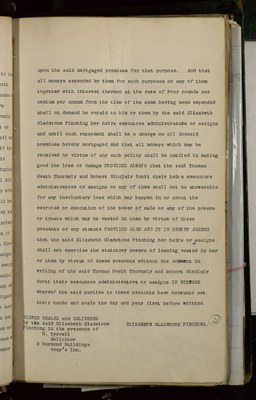 upon the said mortgaged premises for that purpose. And that
all moneys expended by them for such purposes or any of them
together with interest thereon at the rate of Four pounds per
centum per annum from the time of the same having been expended
shall on demand be repaid to him or them by the said Elizabeth
Gladstone Pinching her heirs executors administrators or assigns
and until such repayment shall be a charge on all thesaid
premises hereby mortgaged and that all moneys which may be
received by virtue of any such policy shall be applied in making
good the loss or damage PROVIDED ALWAYS that the said Thomas
Heath Thornely and Robert Sinclair Scott their heirs executors
administrators or assigns or any of them shall not be answerable
for any involuntary loss which may happen in or about the
exercise or execution of the power of sale or any of the powers
or trusts which may be vested in them by virtue of these
presents or any statute PROVIDED ALSO AND IT IS HEREBY AGREED
that the said Elizabeth Gladstone Pinching her heirs or assigns
shall not exercise the statutory powers of leasing vested in her
or them by virtue of these presents without the consent in
writing of the said Thomas Heath Thornely and Robert Sinclair
Scott their executors administrators or assigns IN WITNESS
whereof the said parties to these presents have hereunto set
their hands and seals the day and year first before written
SIGNED SEALED and DELIVERED
by the said Elizabeth Gladstone
Pinching in the presence of
ELIZABETH GLADSTONE PINCHING.
Tyrrell
Solicitor
Raymond Buildings
Gray's Inn.